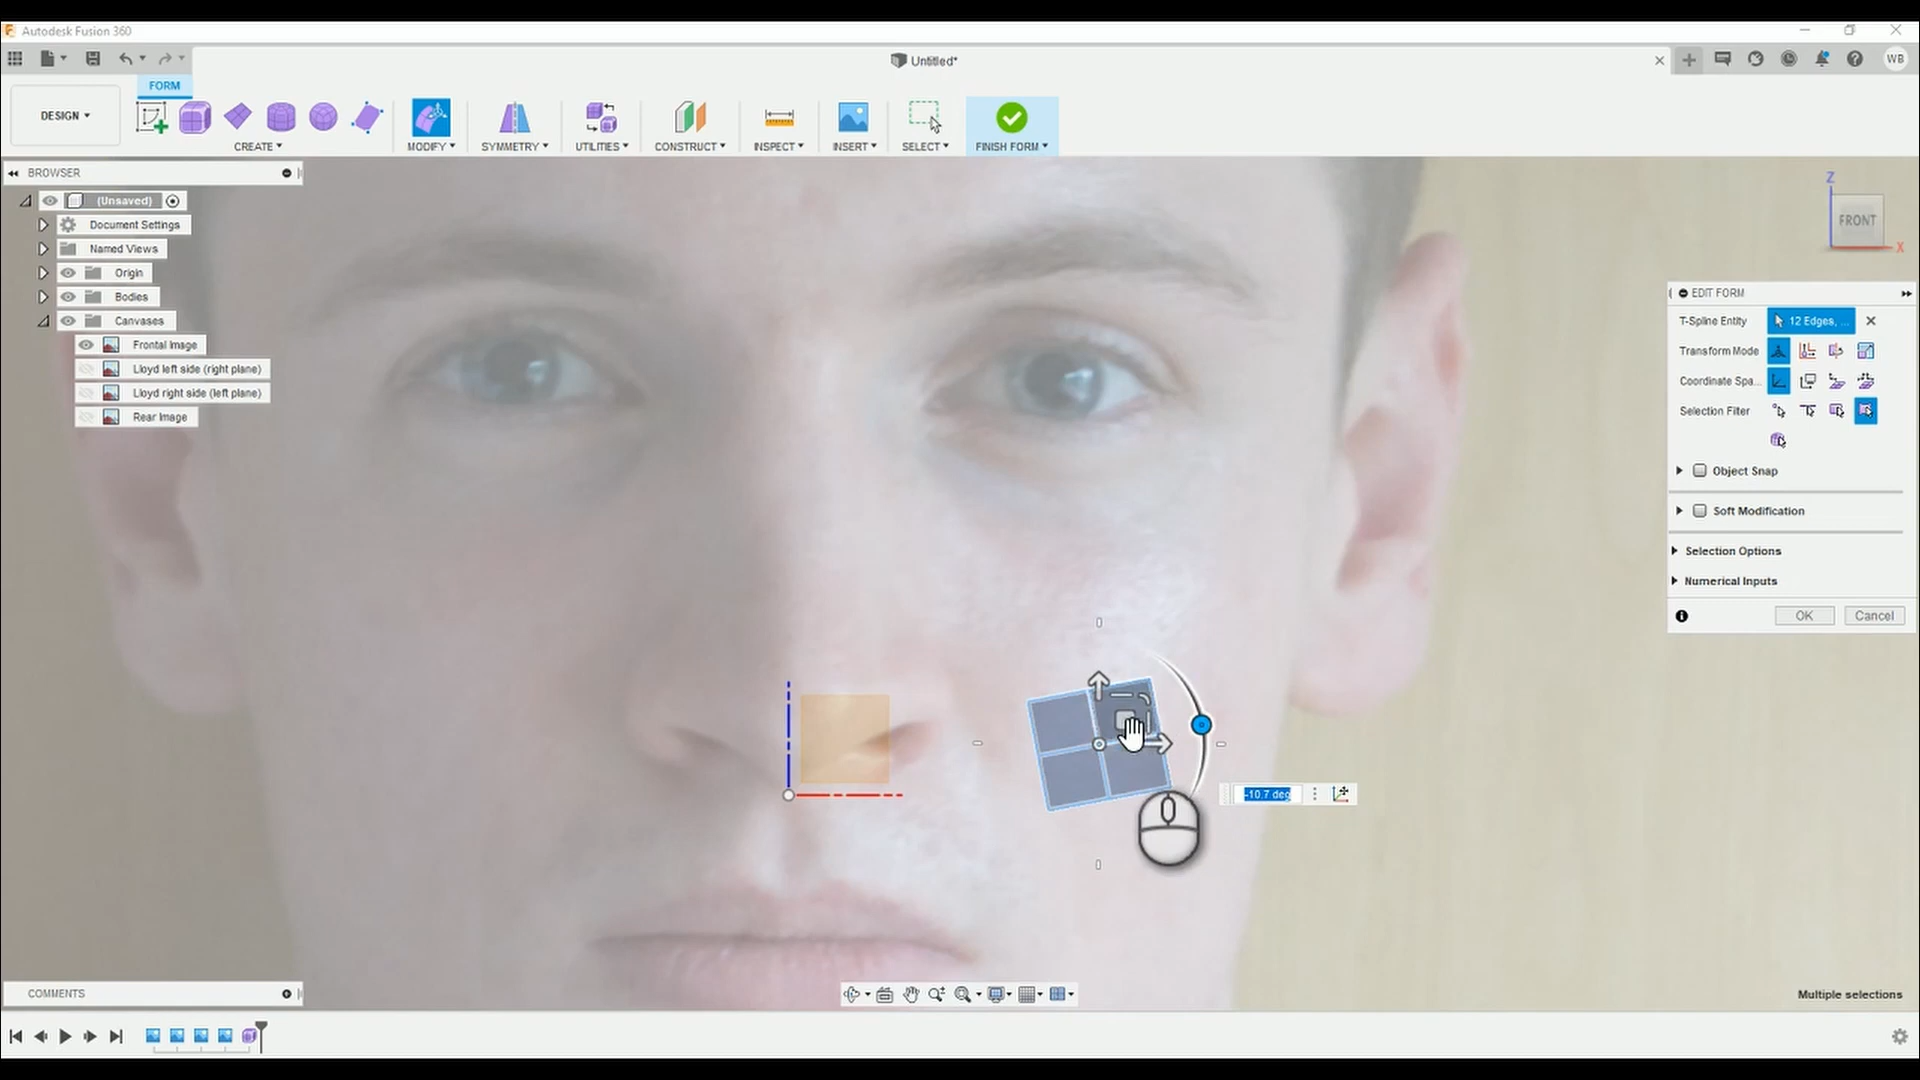 Autodesk Fusion 360
Untitled*
WB
FORM
DESIGN
CREATE
MODIFY
SYMMETRY
UTILITIES
CONSTRUCT
INSPECT
INSERT
SELECT
FINISH FORM
BROWSER
(Unsaved)
Document Settings
Named Views
Origin
Bodies
Canvases
Frontal Image
Lloyd left side (right plane)
Lloyd right side (left plane)
Rear Image
Z
FRONT
X
EDIT FORM
T-Spline Entity
12 Edges, ...
Transform Mode
Coordinate Spa...
Selection Filter
Object Snap
Soft Modification
Selection Options
Numerical Inputs
OK
Cancel
-10.7 deg
COMMENTS
Multiple selections